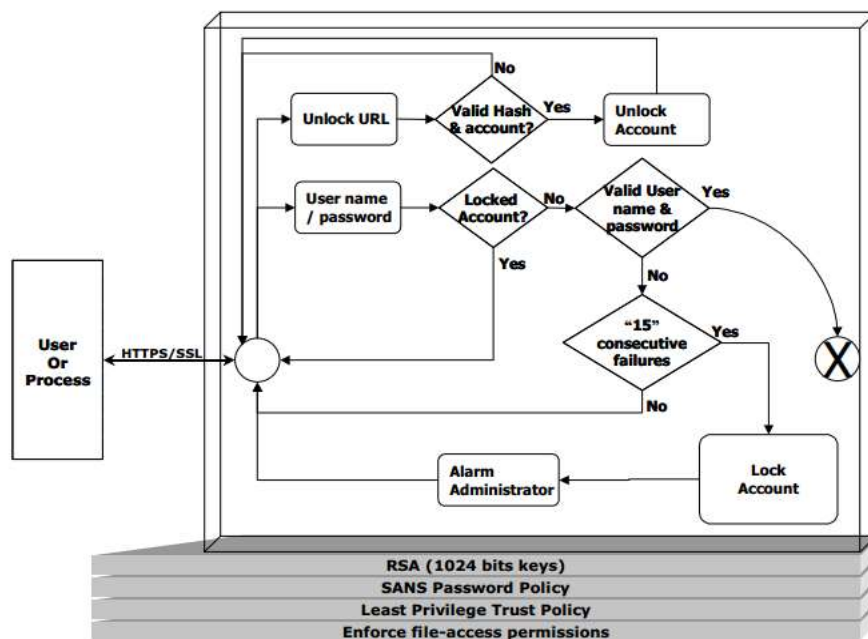 No
Unlock URL
Valid Hash
& account?
Yes
Unlock
Account
User name
/ password
Locked
Account?
No
Valid User
name &
password
Yes
Yes
No
User
Or
Process
HTTPS/SSL
“15”
consecutive
failures
Yes
X
No
Alarm
Administrator
Lock
Account
RSA (1024 bits keys)
SANS Password Policy
Least Privilege Trust Policy
Enforce file-access permissions